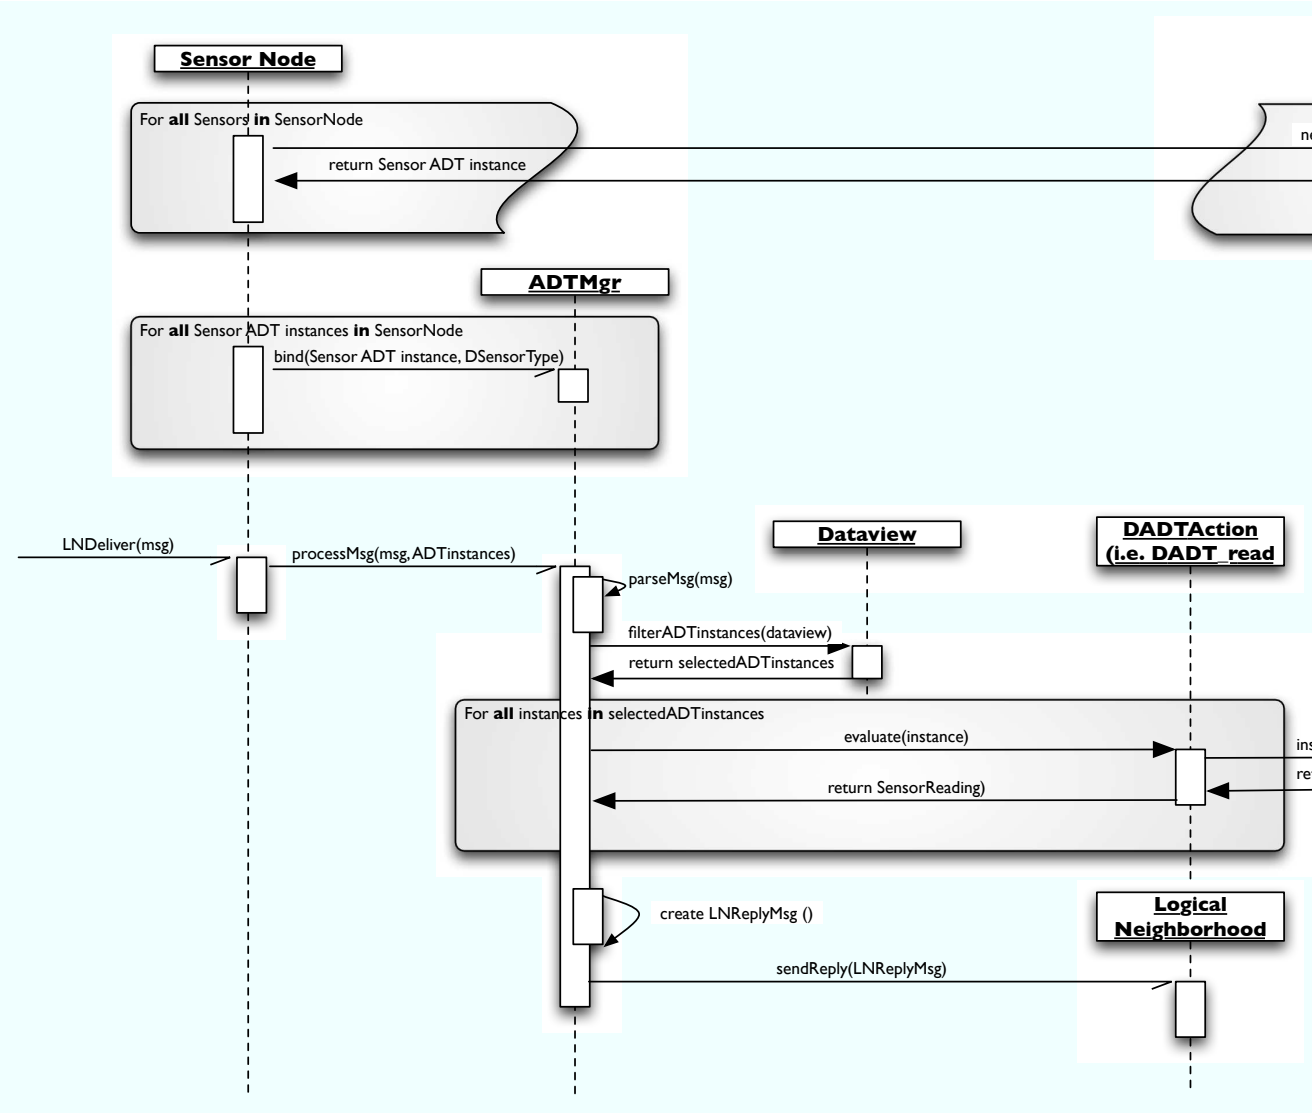 Sensor Node
For all Sensors in SensorNode
return Sensor ADT instance
ADTMgr
For all Sensor ADT instances in SensorNode
bind(Sensor ADT instance, DSensorType)
LNDeliver(msg)
processMsg(msg, ADTinstances)
Dataview
DADTAction
(i.e. DADT_read
parseMsg(msg)
filterADTinstances(dataview)
return selectedADTinstances
For all instances in selectedADTinstances
evaluate(instance)
return SensorReading)
create LNReplyMsg ()
Logical
Neighborhood
sendReply(LNReplyMsg)